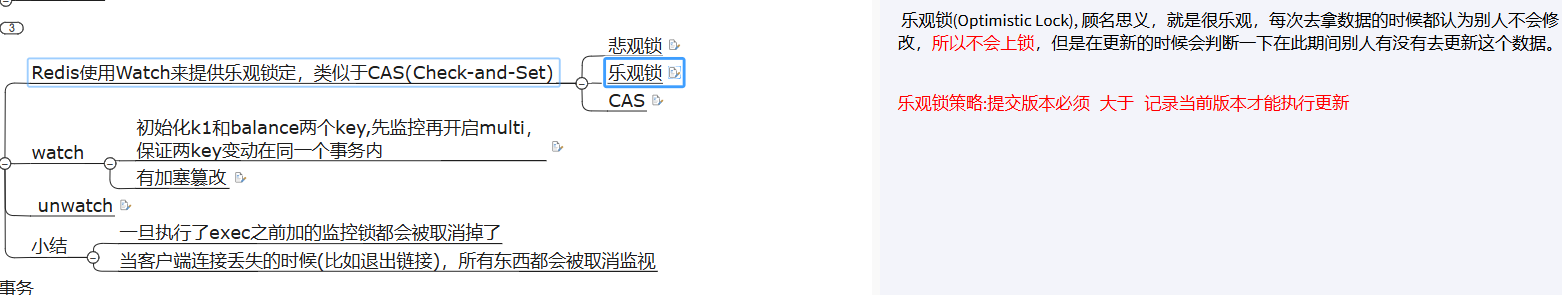 3
Redis使用Watch来提供乐观锁定，类似于CAS(Check-and-Set)
悲观锁
乐观锁
CAS
watch
初始化k1和balance两个key,先监控再开启multi，
保证两key变动在同一个事务内
有加塞篡改
unwatch
小结
一旦执行了exec之前加的监控锁都会被取消掉了
当客户端连接丢失的时候(比如退出链接)，所有东西都会被取消监视
事务
乐观锁(Optimistic Lock), 顾名思义，就是很乐观，每次去拿数据的时候都认为别人不会修
改，所以不会上锁，但是在更新的时候会判断一下在此期间别人有没有去更新这个数据。
乐观锁策略:提交版本必须 大于 记录当前版本才能执行更新